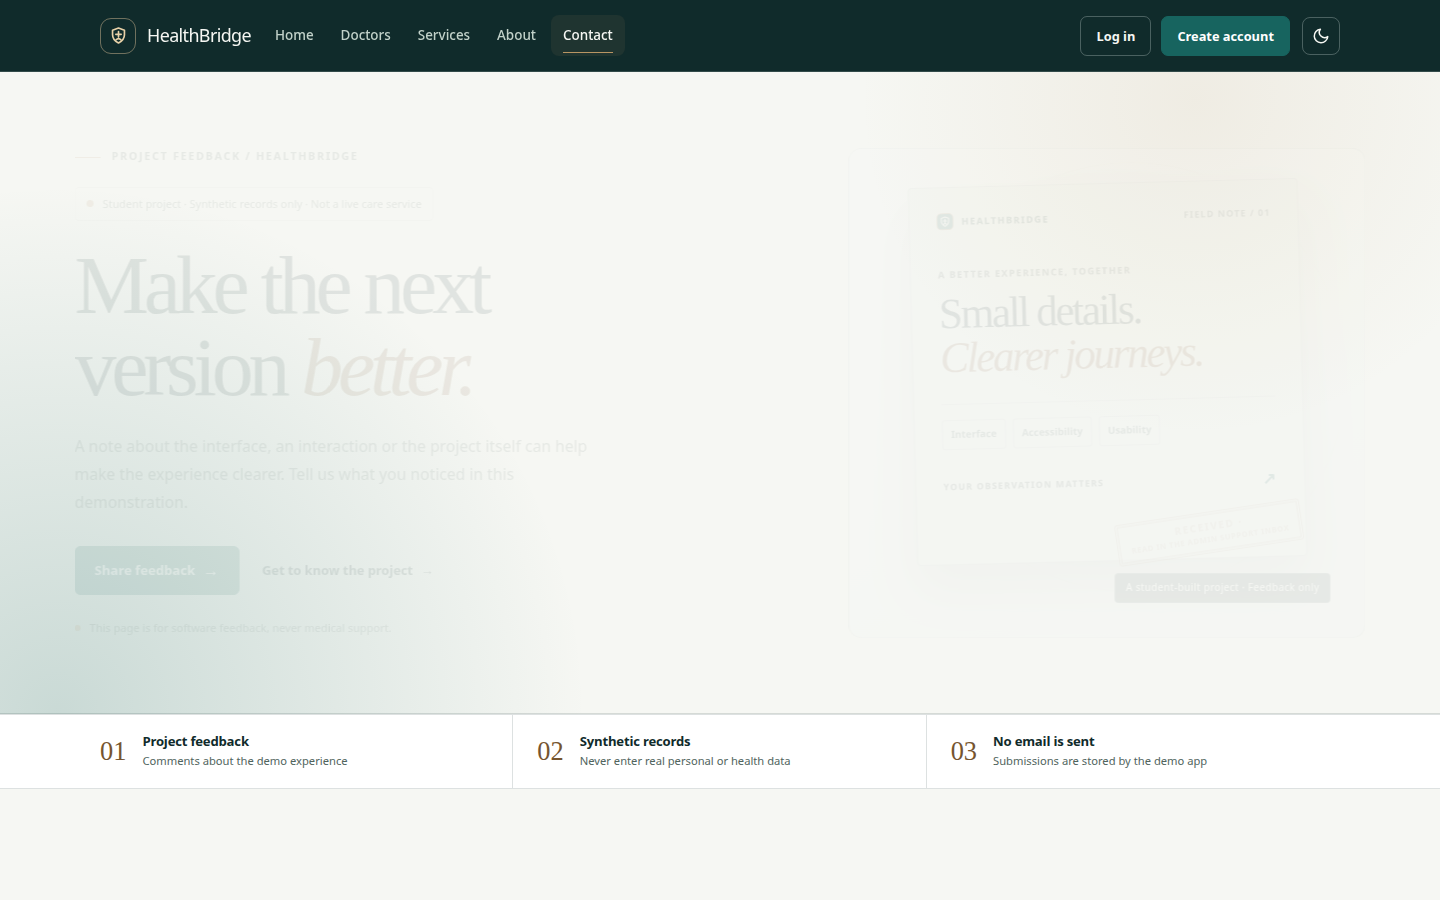 HealthBridge
Home
Doctors
Services
About
Contact
Log in
Create account
PROJECT FEEDBACK / HEALTHBRIDGE
Student project · Synthetic records only · Not a live care service
Make the next
version better.
A note about the interface, an interaction or the project itself can help
make the experience clearer. Tell us what you noticed in this
demonstration.
Share feedback →
Get to know the project →
This page is for software feedback, never medical support.
HEALTHBRIDGE
FIELD NOTE / 01
A BETTER EXPERIENCE, TOGETHER
Small details.
Clearer journeys.
Interface
Accessibility
Usability
YOUR OBSERVATION MATTERS
↗
A student-built project · Feedback only
01
Project feedback
Comments about the demo experience
02
Synthetic records
Never enter real personal or health data
03
No email is sent
Submissions are stored by the demo app